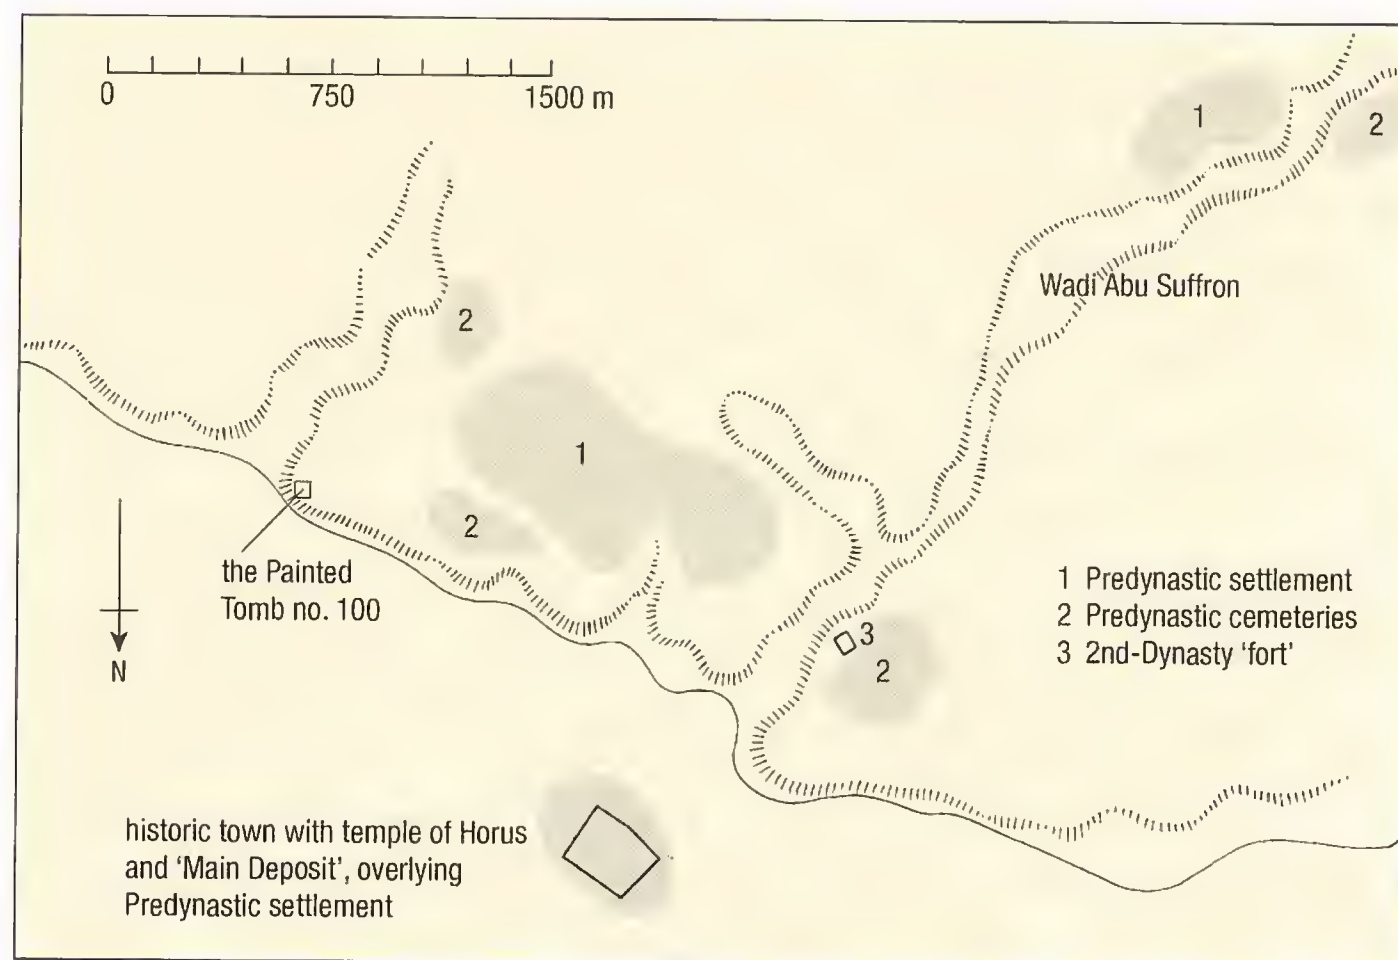 0 750 1500 m
1
2
Wadi Abu Suffron
2
1
2
the Painted
Tomb no. 100
1 Predynastic settlement
2 Predynastic cemeteries
3 2nd-Dynasty ‘fort’
3
2
N
historic town with temple of Horus
and ‘Main Deposit’, overlying
Predynastic settlement